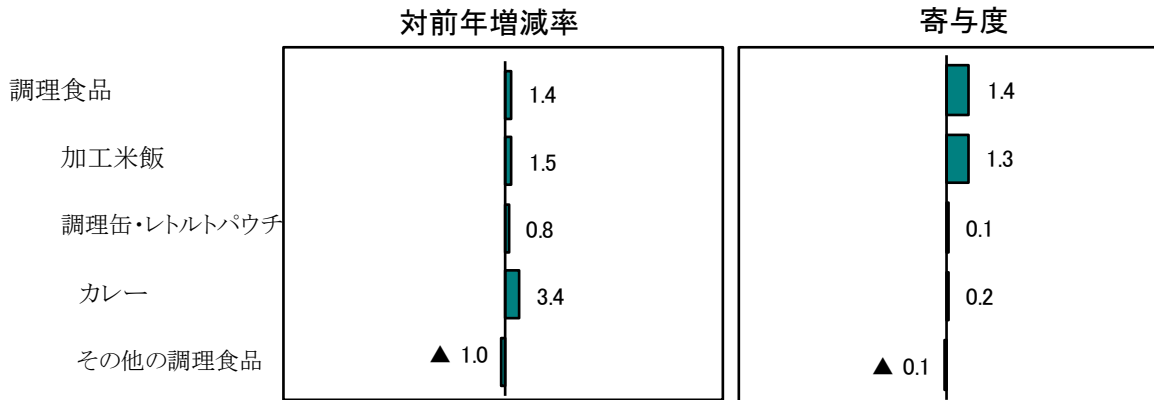 対前年増減率 寄与度
調理食品 1.4 1.4
加工米飯 1.5 1.3
調理缶・レトルトパウチ 0.8 0.1
カレー 3.4 0.2
その他の調理食品 ▲ 1.0 ▲ 0.1